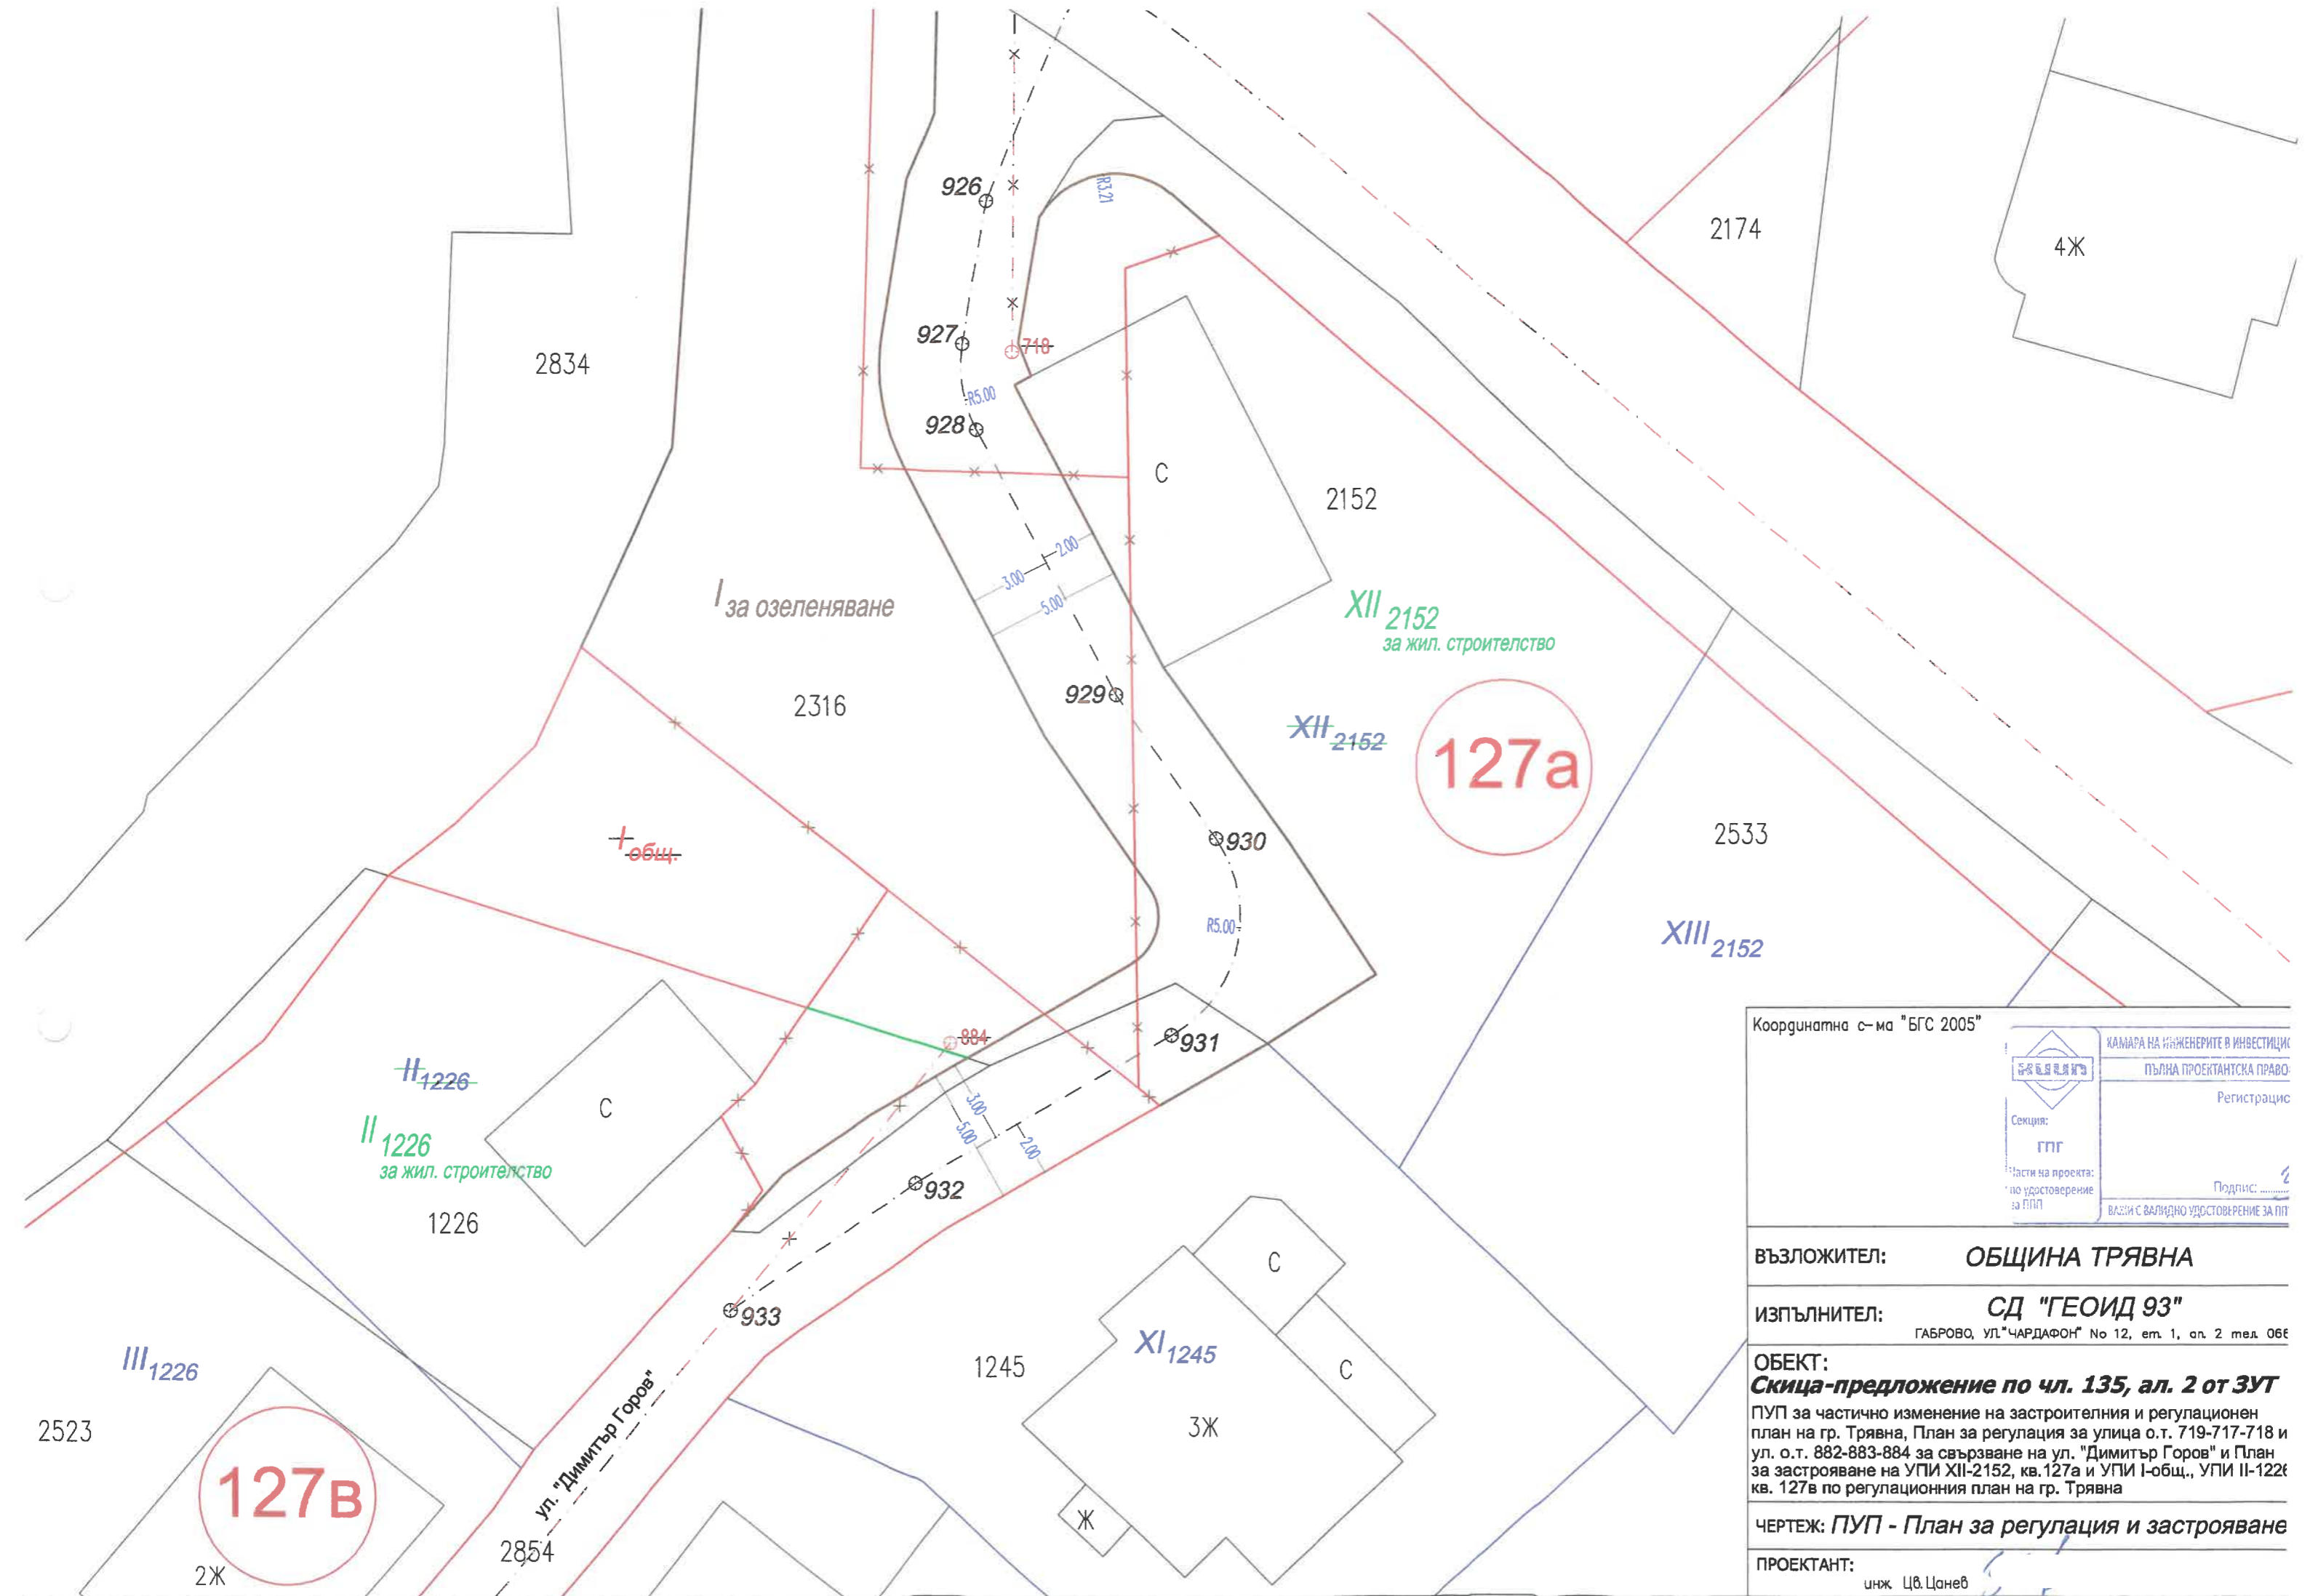 926
R3.21
2174
4Ж
927
718
2834
R5.00
928
С
2152
2.00
3.00
5.00
I за озеленяване
XII 2152
за жил. строителство
929
2316
XII 2152
127а
930
2533
I общ.
R5.00
XIII 2152
884
931
II 1226
С
3.00
5.00
2.00
II 1226
за жил. строителство
932
1226
С
933
XI 1245
III 1226
1245
С
3Ж
2523
ул. "Димитър Горов"
127в
Ж
2854
2Ж
Координатна с-ма "БГС 2005"
КАМАРА НА ИНЖЕНЕРИТЕ В ИНВЕСТИЦИ
ПЪЛНА ПРОЕКТАНТСКА ПРАВО
Регистрацио
Секция:
ГПГ
Части на проекта:
по удостоверение
за ППП
Подпис:
ВАЖИ С ВАЛИДНО УДОСТОВЕРЕНИЕ ЗА ПП
ВЪЗЛОЖИТЕЛ: ОБЩИНА ТРЯВНА
ИЗПЪЛНИТЕЛ: СД "ГЕОИД 93"
ГАБРОВО, УЛ."ЧАРДАФОН" No 12, ет. 1, ап. 2 тел. 066
ОБЕКТ:
Скица-предложение по чл. 135, ал. 2 от ЗУТ
ПУП за частично изменение на застроителния и регулационен
план на гр. Трявна, План за регулация за улица о.т. 719-717-718 и
ул. о.т. 882-883-884 за свързване на ул. "Димитър Горов" и План
за застрояване на УПИ XII-2152, кв.127а и УПИ I-общ., УПИ II-1226
кв. 127в по регулационния план на гр. Трявна
ЧЕРТЕЖ: ПУП - План за регулация и застрояване
ПРОЕКТАНТ:
инж. Цв. Цанев